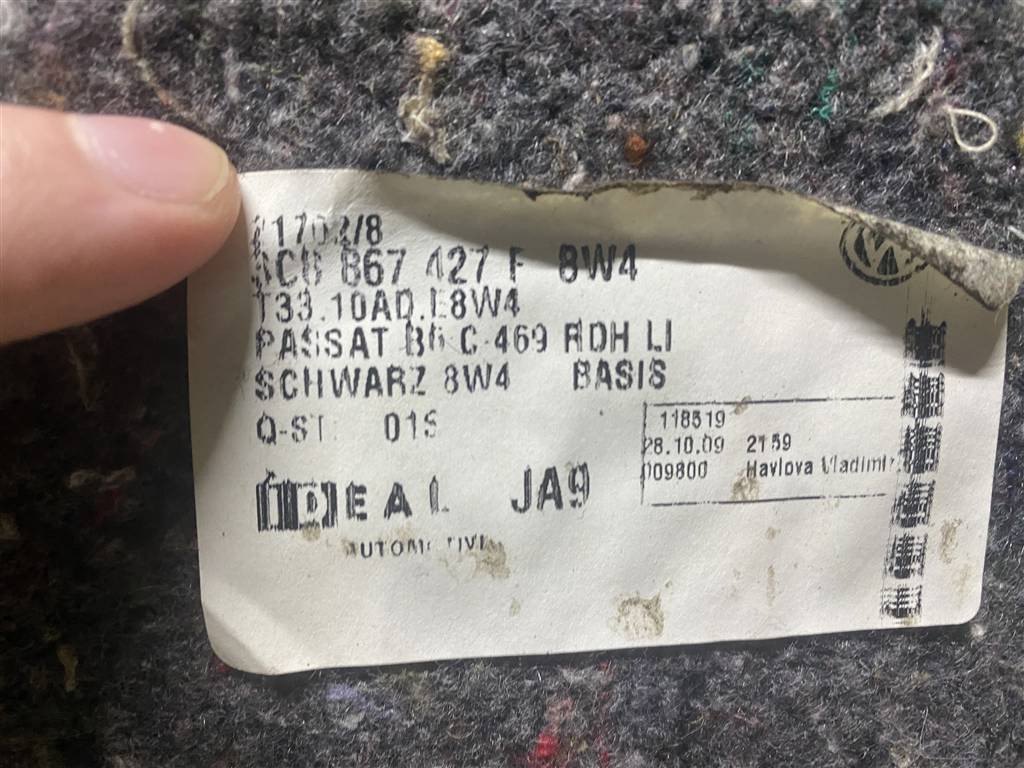 867 427 F 8W4
T33.10AD.E8W4
PASSAT B6 C-469 RDH LI
SCHWARZ 8W4 BASIS
Q-ST: 01S
118519
28.10.09 2159
009800 Havlova Vladimir
IDEAL JA9
AUTOMOTIVE